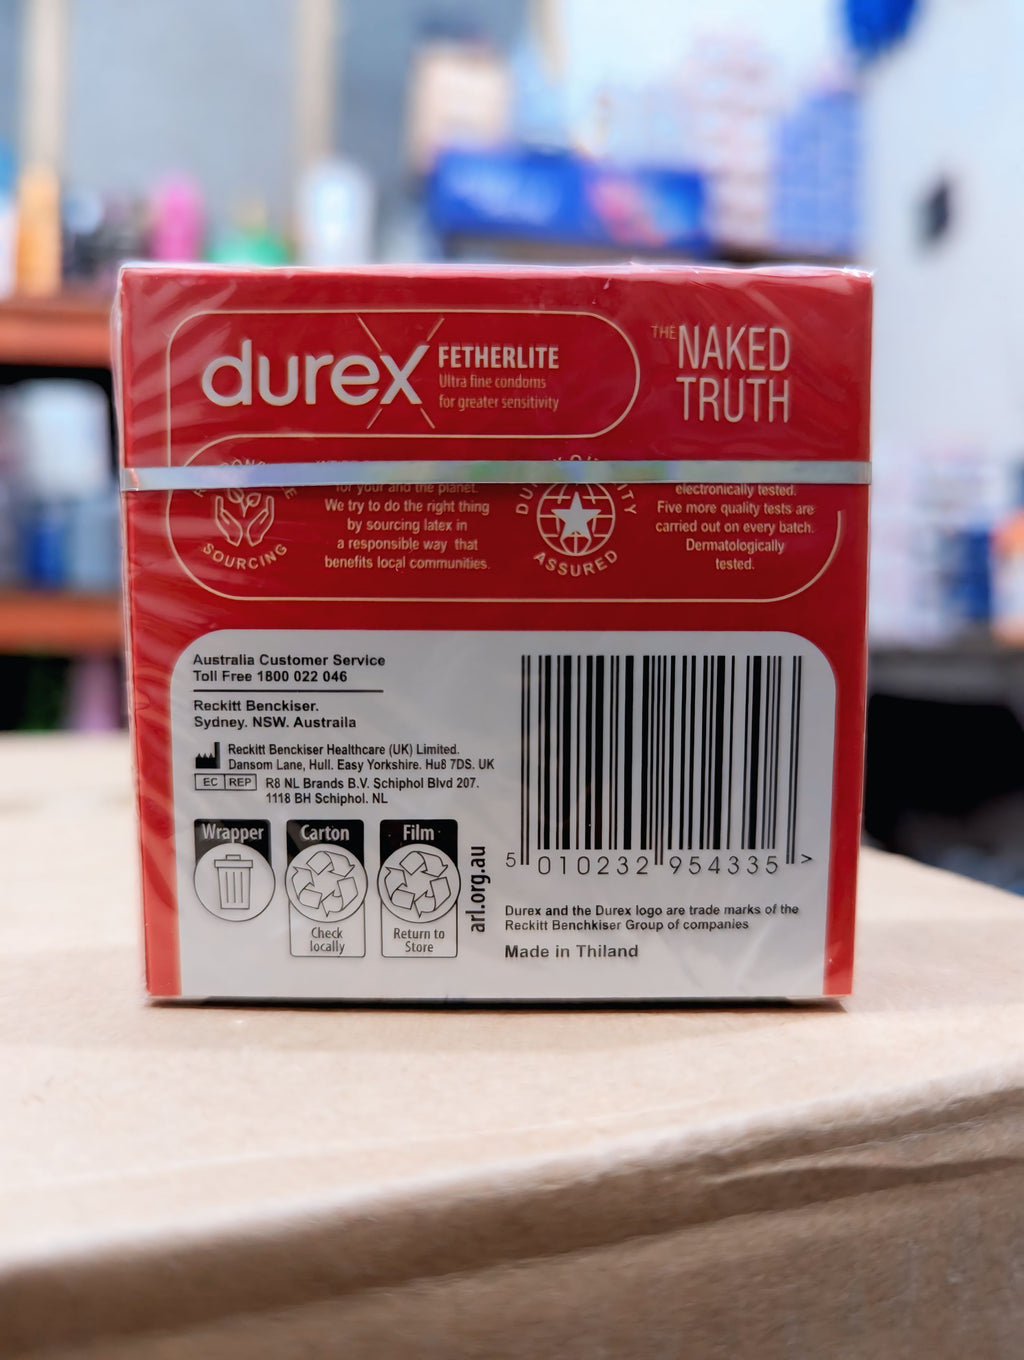 durex
FETHERLITE
Ultra fine condoms
for greater sensitivity
THE NAKED
TRUTH
SOURCING
for your and the planet.
We try to do the right thing
by sourcing latex in
a responsible way that
benefits local communities.
ASSURED
electronically tested.
Five more quality tests are
carried out on every batch.
Dermatologically
tested.
Australia Customer Service
Toll Free 1800 022 046
Reckitt Benckiser.
Sydney. NSW. Austraila
Reckitt Benckiser Healthcare (UK) Limited.
Dansom Lane, Hull. Easy Yorkshire. Hu8 7DS. UK
EC REP
R8 NL Brands B.V. Schiphol Blvd 207.
1118 BH Schiphol. NL
Wrapper
Carton
Check
locally
Film
Return to
Store
arl.org.au
5 010232 954335 >
Durex and the Durex logo are trade marks of the
Reckitt Benchkiser Group of companies
Made in Thiland